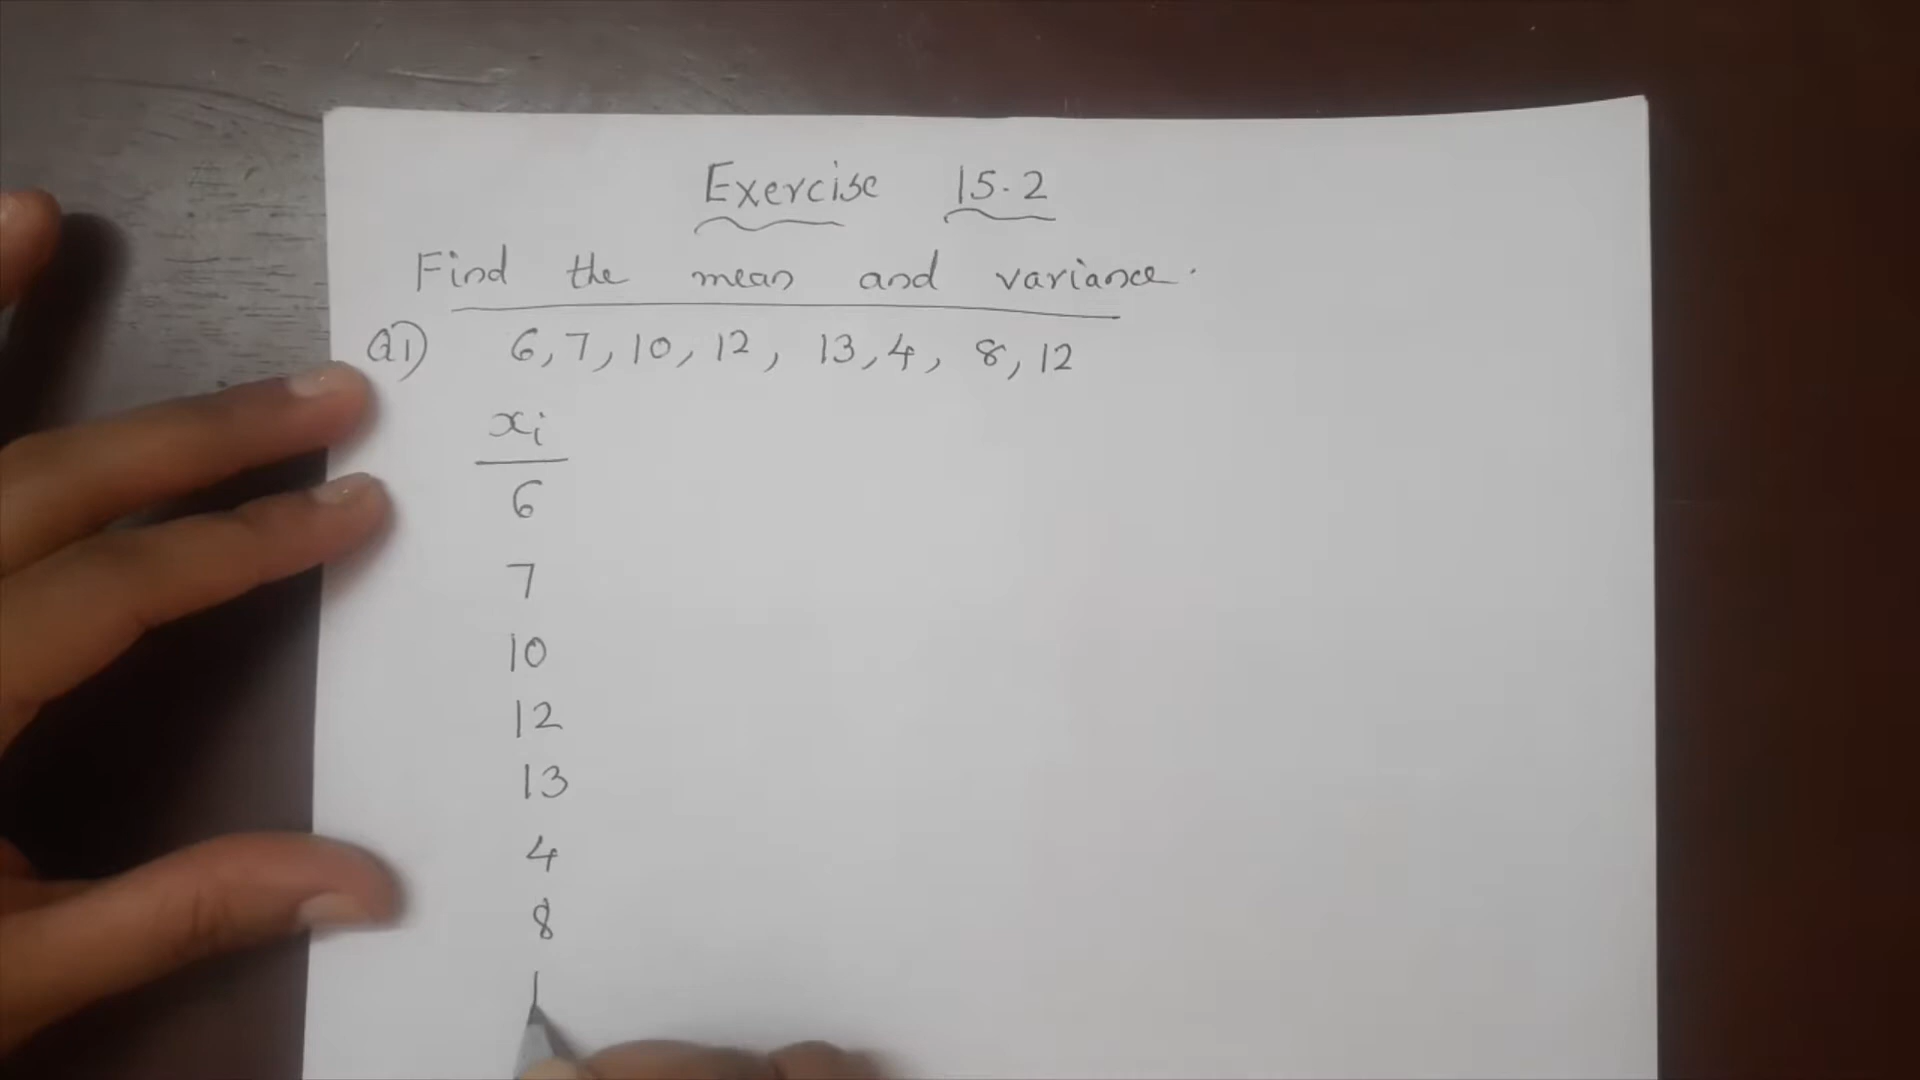 Exercise 15.2
Find the mean and variance.
Q1) 6, 7, 10, 12, 13, 4, 8, 12
xi
6
7
10
12
13
4
8
1